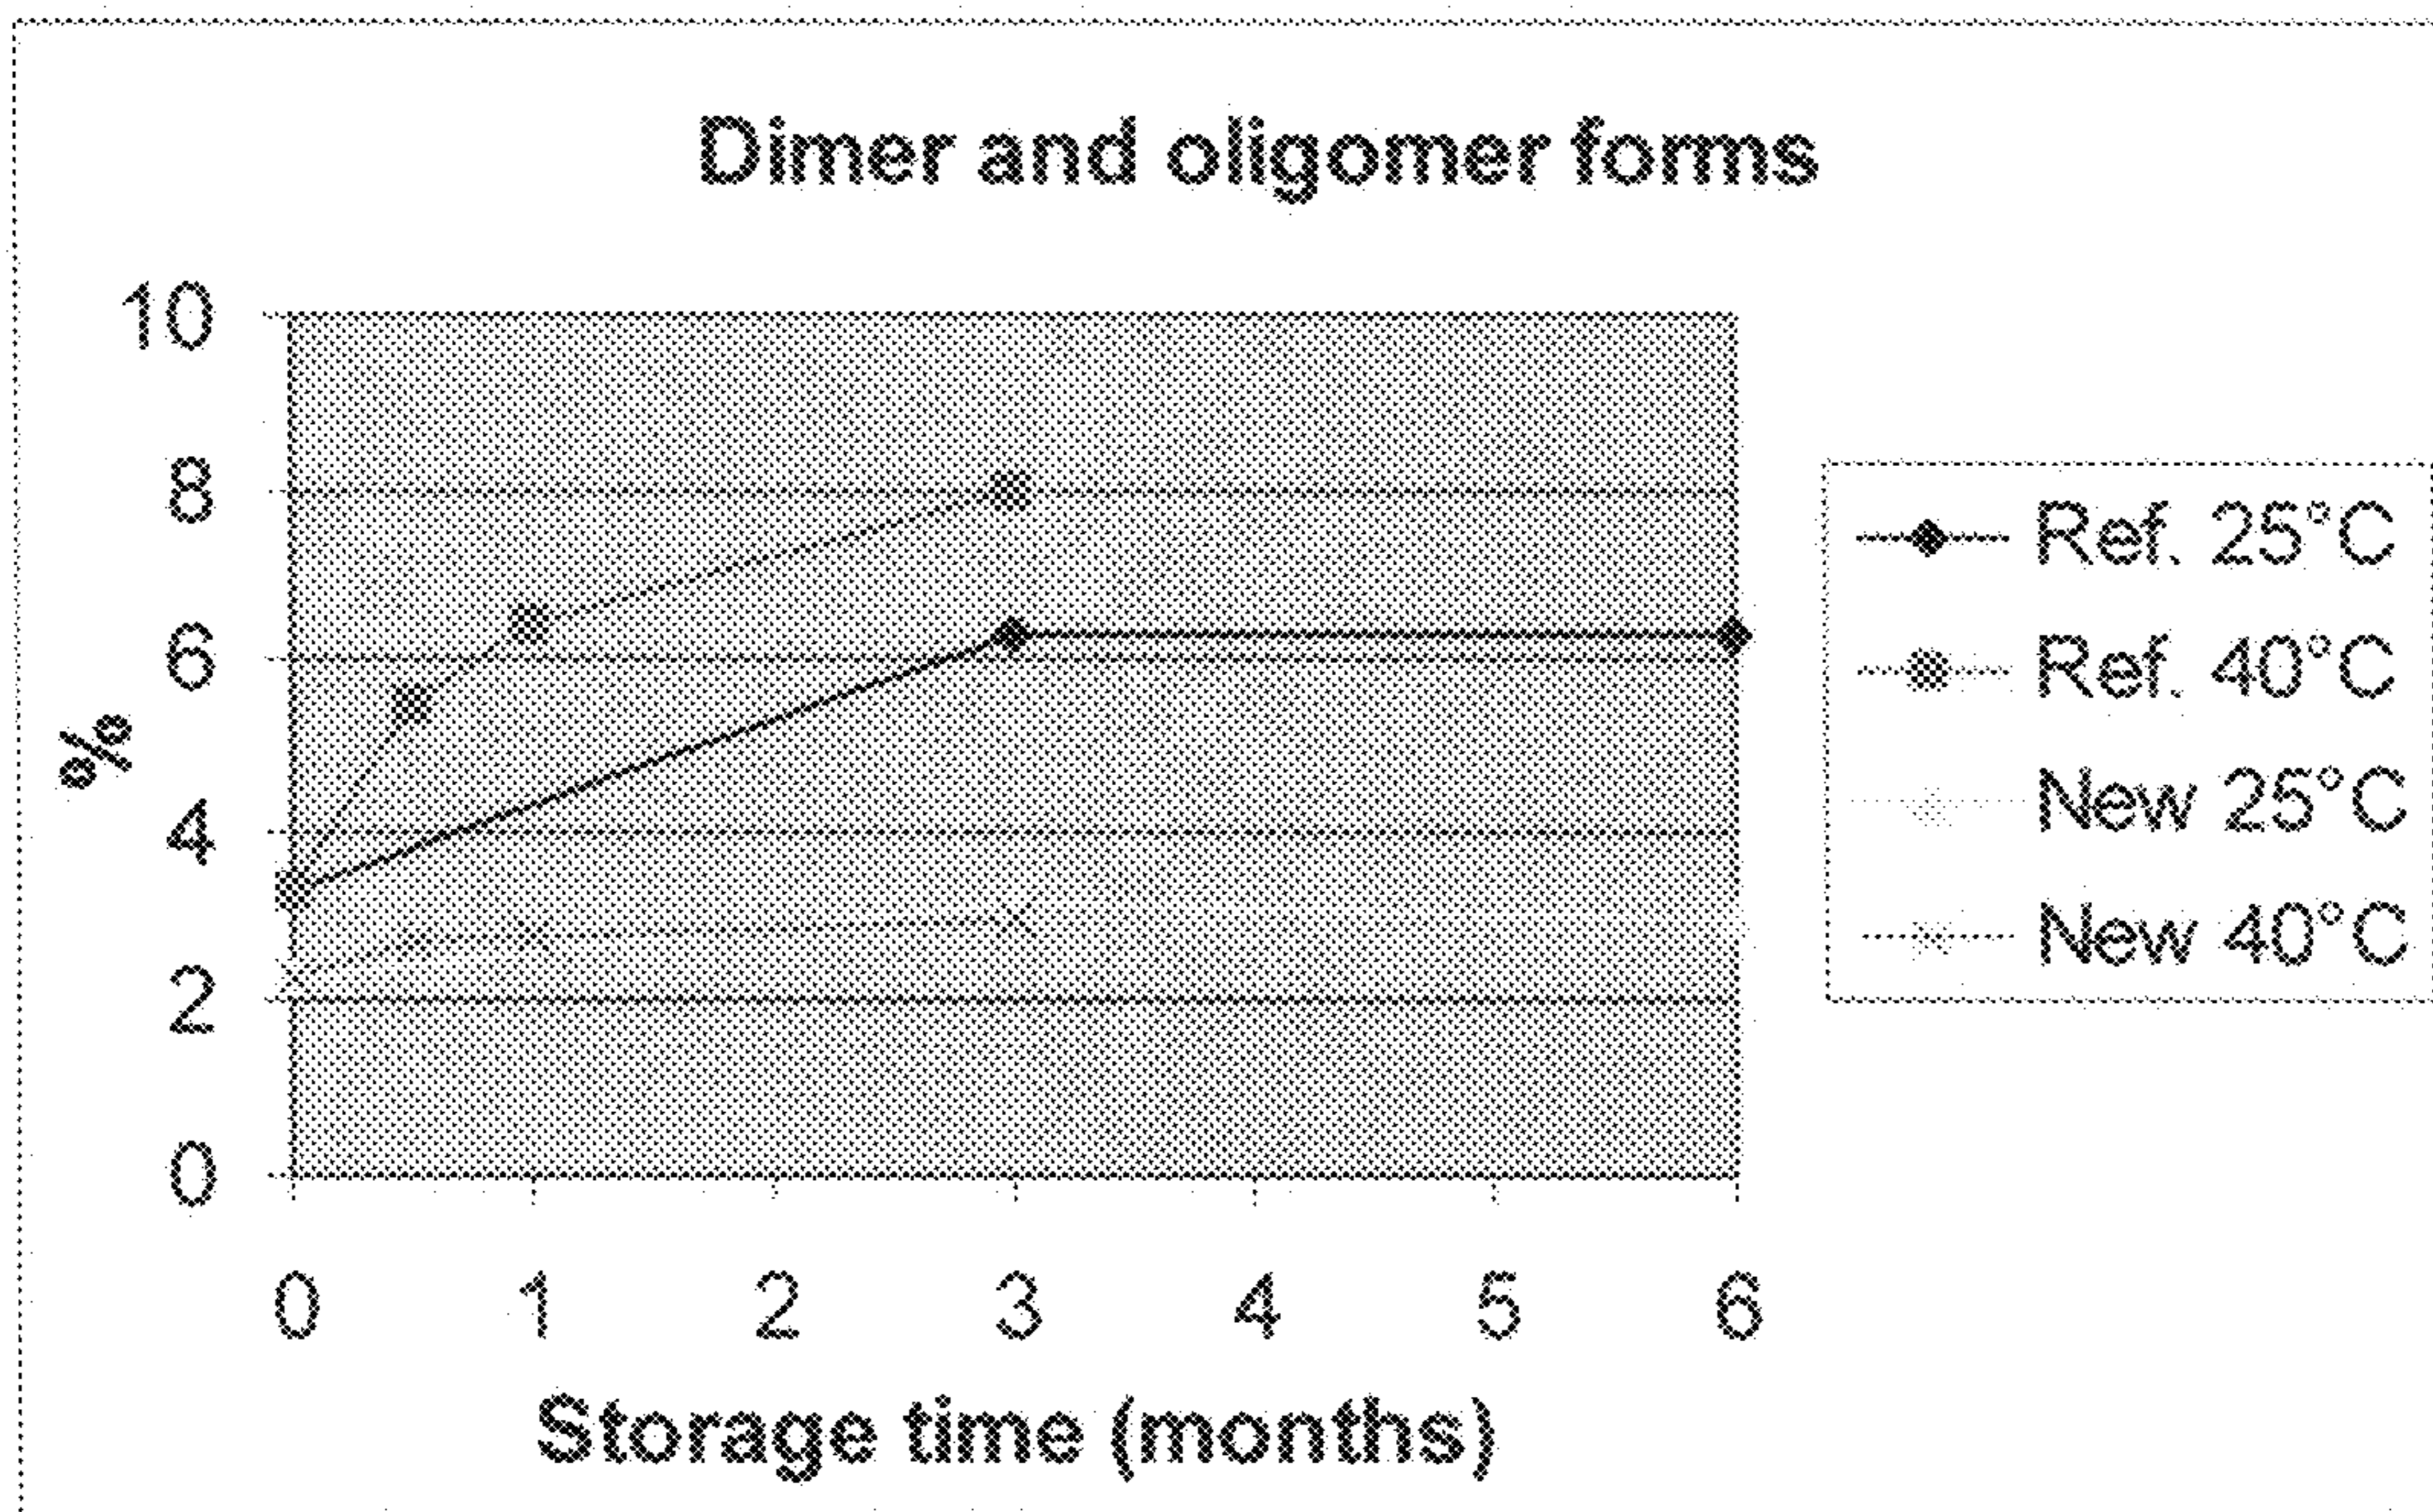 Dimer and oligomer forms
10
8
6
4
2
0
%
0 1 2 3 4 5 6
Storage time (months)
Ref. 25°C
Ref. 40°C
New 25°C
New 40°C